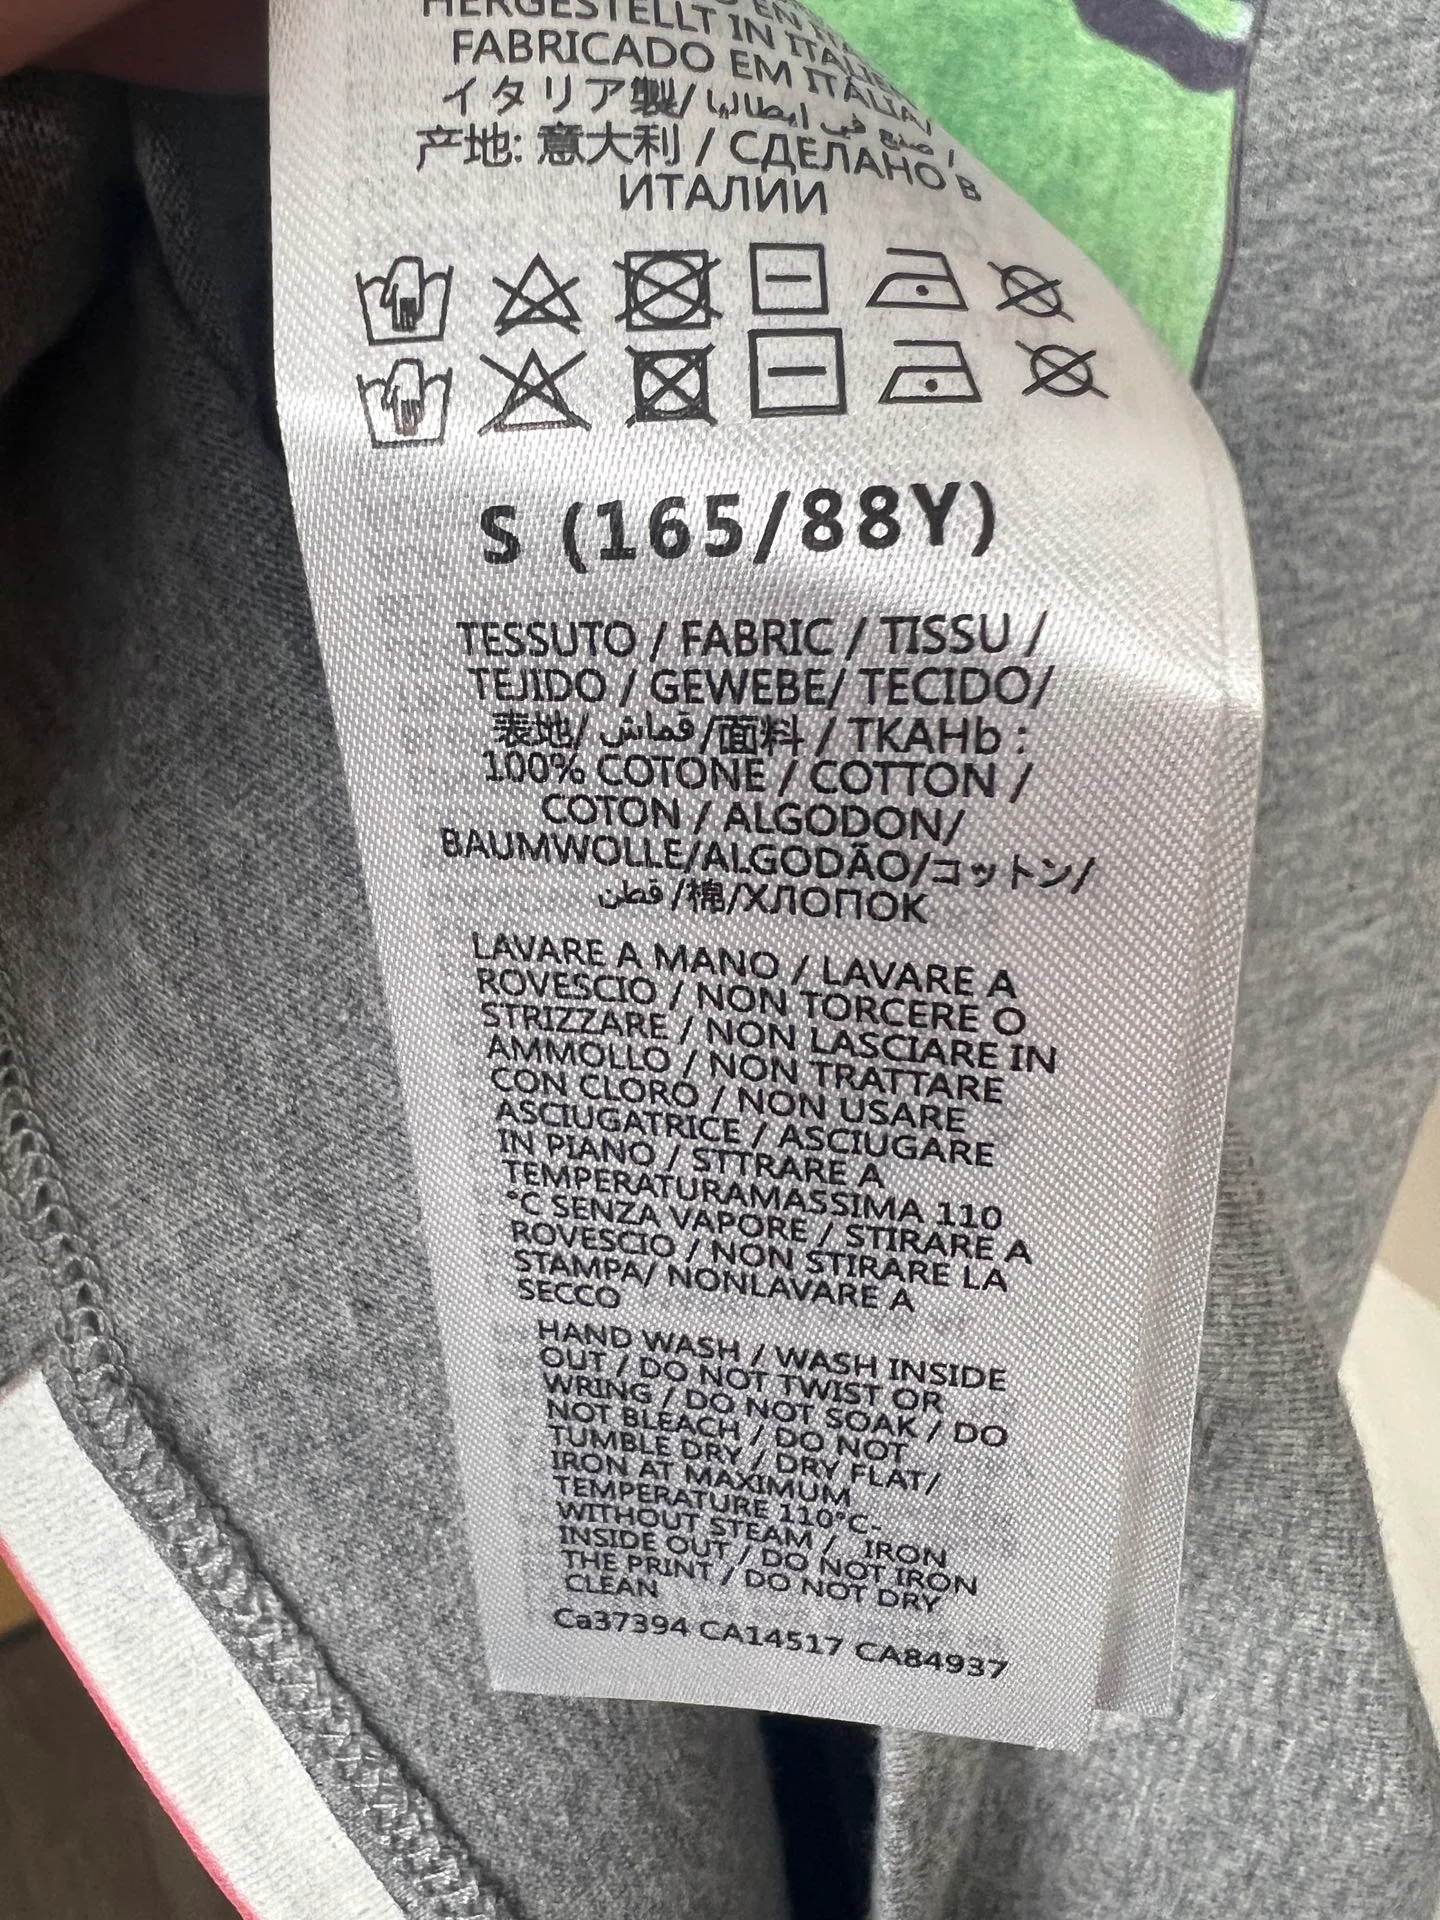 HERGESTELLT IN ITALIEN
FABRICADO EM ITÁLIA/
イタリア製/ صنع في ايطاليا /
产地: 意大利 / СДЕЛАНО В
ИТАЛИИ
S (165/88Y)
TESSUTO / FABRIC / TISSU /
TEJIDO / GEWEBE/ TECIDO/
表地/ قماش /面料 / TKAHb :
100% COTONE / COTTON /
COTON / ALGODON/
BAUMWOLLE/ALGODÃO/コットン/
قطن /棉/ХЛОПОК
LAVARE A MANO / LAVARE A
ROVESCIO / NON TORCERE O
STRIZZARE / NON LASCIARE IN
AMMOLLO / NON TRATTARE
CON CLORO / NON USARE
ASCIUGATRICE / ASCIUGARE
IN PIANO / STTRARE A
TEMPERATURAMASSIMA 110
°C SENZA VAPORE / STIRARE A
ROVESCIO / NON STIRARE LA
STAMPA/ NONLAVARE A
SECCO
HAND WASH / WASH INSIDE
OUT / DO NOT TWIST OR
WRING / DO NOT SOAK / DO
NOT BLEACH / DO NOT
TUMBLE DRY / DRY FLAT/
IRON AT MAXIMUM
TEMPERATURE 110°C-
WITHOUT STEAM / IRON
INSIDE OUT / DO NOT IRON
THE PRINT / DO NOT DRY
CLEAN
Ca37394 CA14517 CA84937